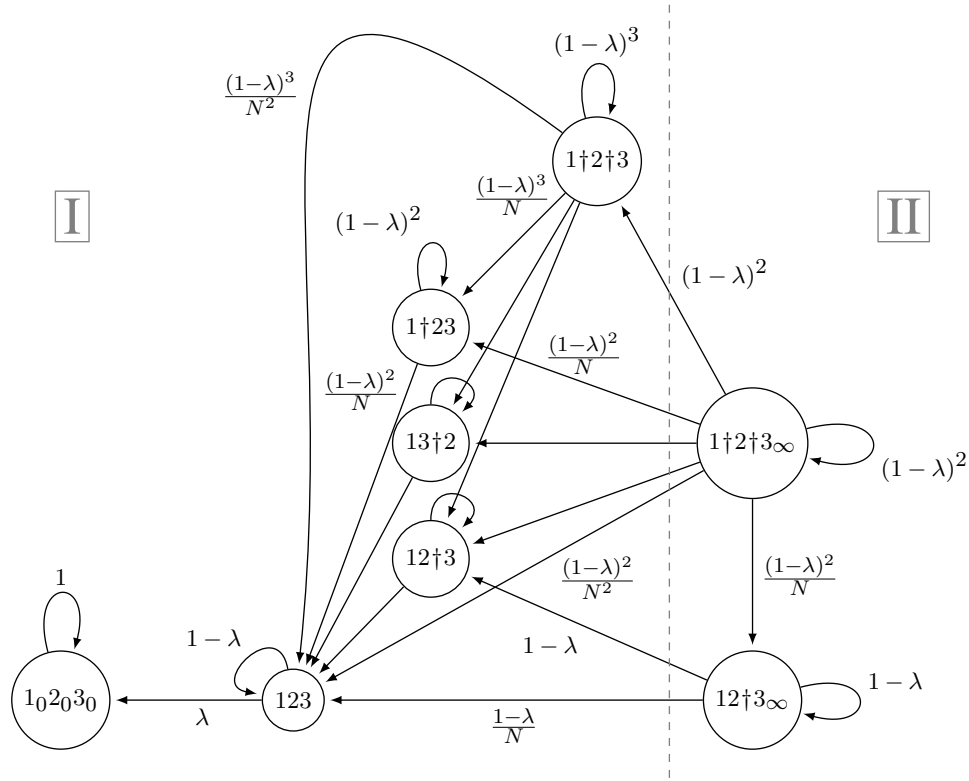 (1 − λ)³
(1−λ)³/N²
1†2†3
I
(1−λ)³/N
II
(1 − λ)²
(1 − λ)²
1†23
(1−λ)²/N
(1−λ)²/N
13†2
1†2†3∞
(1 − λ)²
12†3
(1−λ)²/N²
(1−λ)²/N
1
1 − λ
1 − λ
1 − λ
1₀2₀3₀
123
12†3∞
λ
1−λ/N